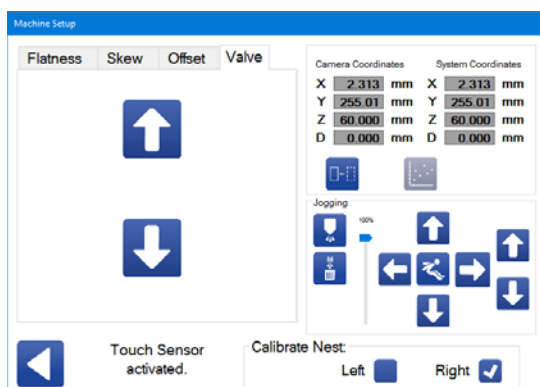 Machine Setup
Flatness Skew Offset Valve
Camera Coordinates System Coordinates
X 2.313 mm X 2.313 mm
Y 255.01 mm Y 255.01 mm
Z 60.000 mm Z 60.000 mm
D 0.000 mm D 0.000 mm
Jogging
100%
Touch Sensor
activated.
Calibrate Nest:
Left Right